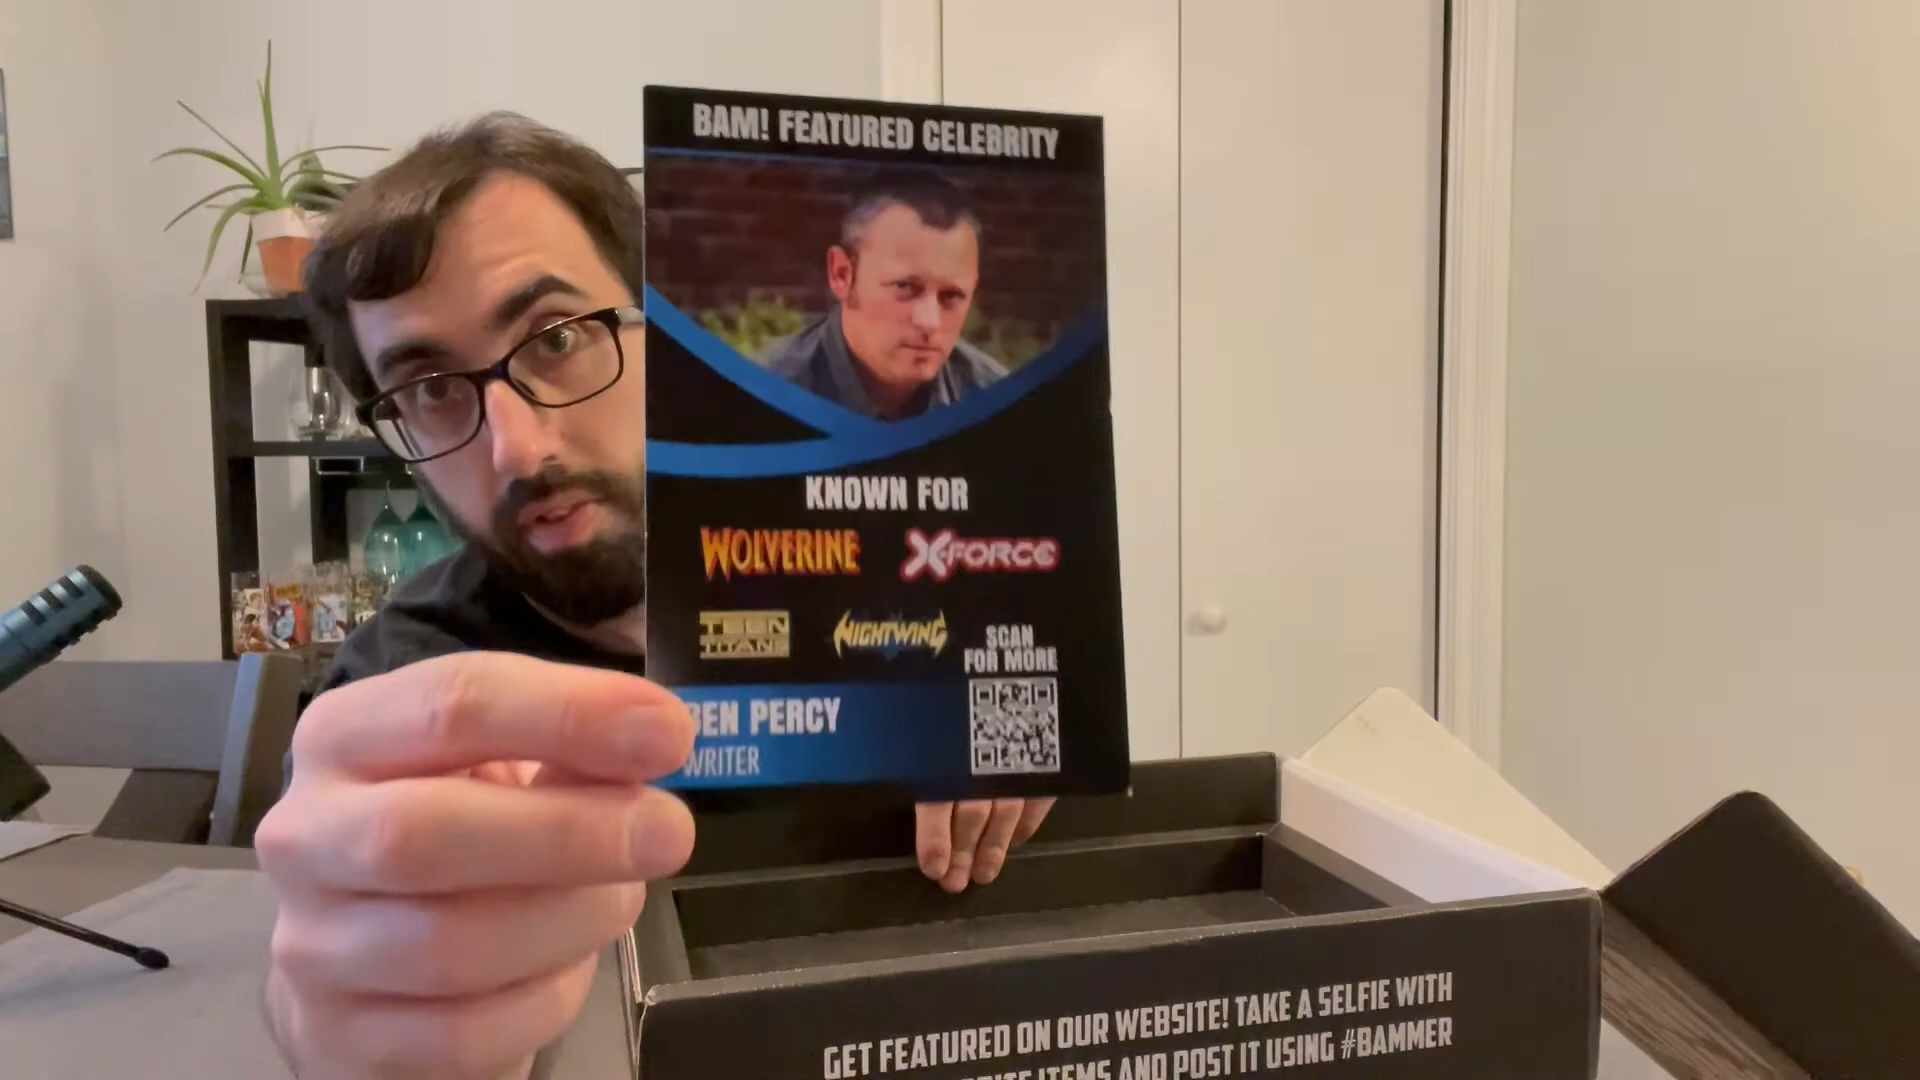 BAM! FEATURED CELEBRITY
KNOWN FOR
WOLVERINE
X-FORCE
TEEN
TITANS
NIGHTWING
SCAN
FOR MORE
BEN PERCY
WRITER
GET FEATURED ON OUR WEBSITE! TAKE A SELFIE WITH
ITEMS AND POST IT USING #BAMMER